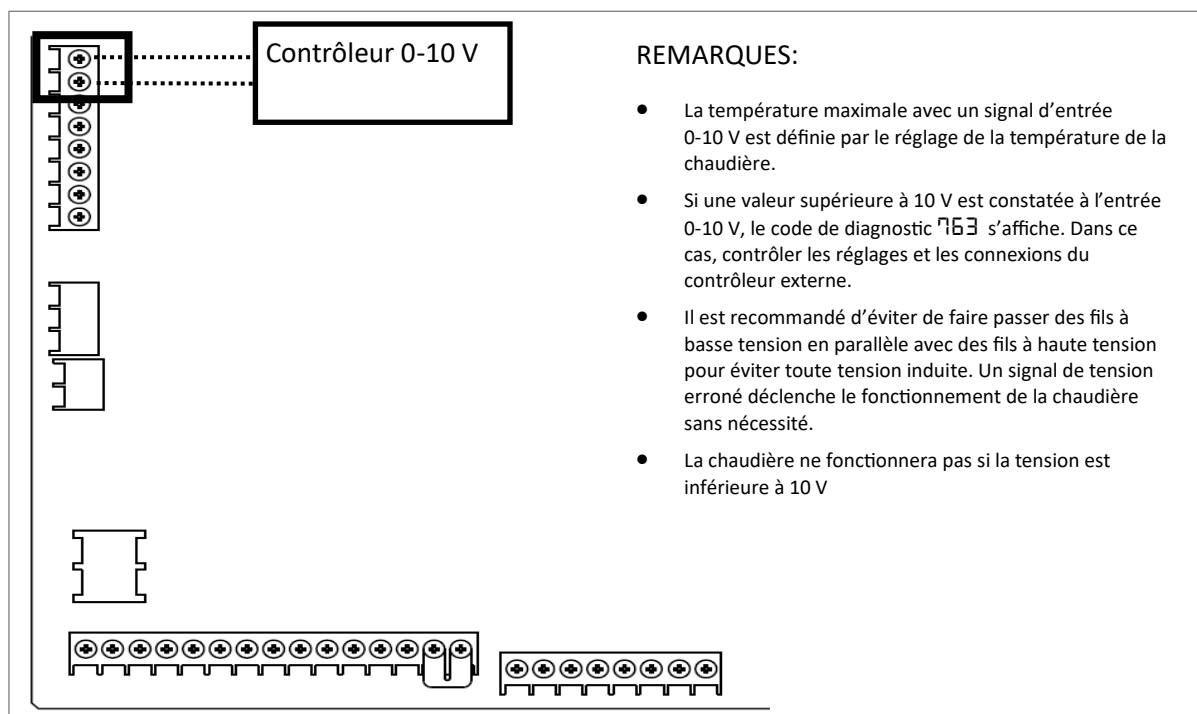 Contrôleur 0-10 V
REMARQUES:
• La température maximale avec un signal d’entrée
0-10 V est définie par le réglage de la température de la
chaudière.
• Si une valeur supérieure à 10 V est constatée à l’entrée
0-10 V, le code de diagnostic 763 s’affiche. Dans ce
cas, contrôler les réglages et les connexions du
contrôleur externe.
• Il est recommandé d’éviter de faire passer des fils à
basse tension en parallèle avec des fils à haute tension
pour éviter toute tension induite. Un signal de tension
erroné déclenche le fonctionnement de la chaudière
sans nécessité.
• La chaudière ne fonctionnera pas si la tension est
inférieure à 10 V